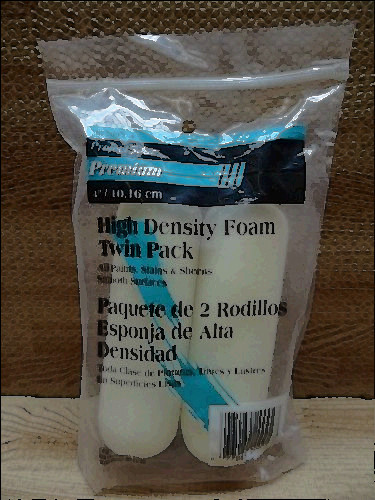 Premium
4" / 10.16 cm
High Density Foam
Twin Pack
All Paints, Stains & Sheens
Smooth Surfaces
Paquete de 2 Rodillos
Esponja de Alta
Densidad
Toda Clase de Pinturas, Tintes y Lustres
En Superficies Lisas